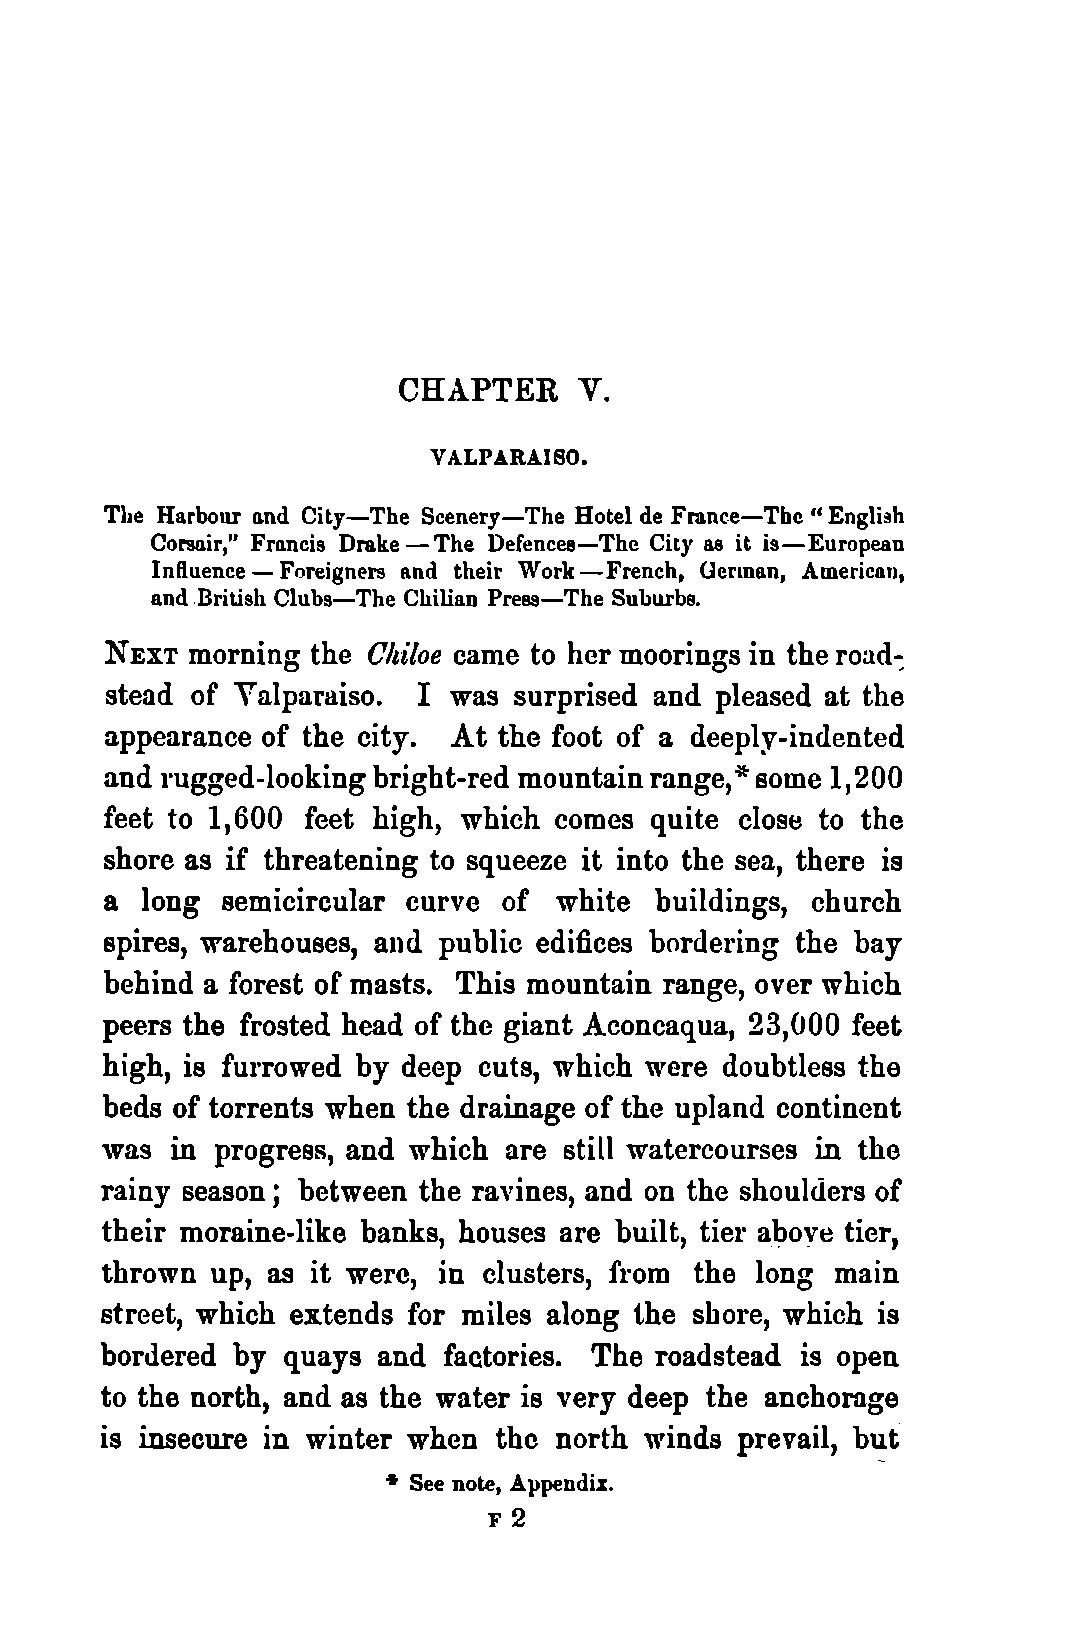 CHAPTER V.
VALPARAISO.
The Harbour and City—The Scenery—The Hotel de France—The "English
Corsair," Francis Drake—The Defences—The City as it is—European
Influence—Foreigners and their Work—French, German, American,
and British Clubs—The Chilian Press—The Suburbs.
NEXT morning the Chiloe came to her moorings in the road-
stead of Valparaiso. I was surprised and pleased at the
appearance of the city. At the foot of a deeply-indented
and rugged-looking bright-red mountain range,* some 1,200
feet to 1,600 feet high, which comes quite close to the
shore as if threatening to squeeze it into the sea, there is
a long semicircular curve of white buildings, church
spires, warehouses, and public edifices bordering the bay
behind a forest of masts. This mountain range, over which
peers the frosted head of the giant Aconcaqua, 23,000 feet
high, is furrowed by deep cuts, which were doubtless the
beds of torrents when the drainage of the upland continent
was in progress, and which are still watercourses in the
rainy season; between the ravines, and on the shoulders of
their moraine-like banks, houses are built, tier above tier,
thrown up, as it were, in clusters, from the long main
street, which extends for miles along the shore, which is
bordered by quays and factories. The roadstead is open
to the north, and as the water is very deep the anchorage
is insecure in winter when the north winds prevail, but
* See note, Appendix.
F 2